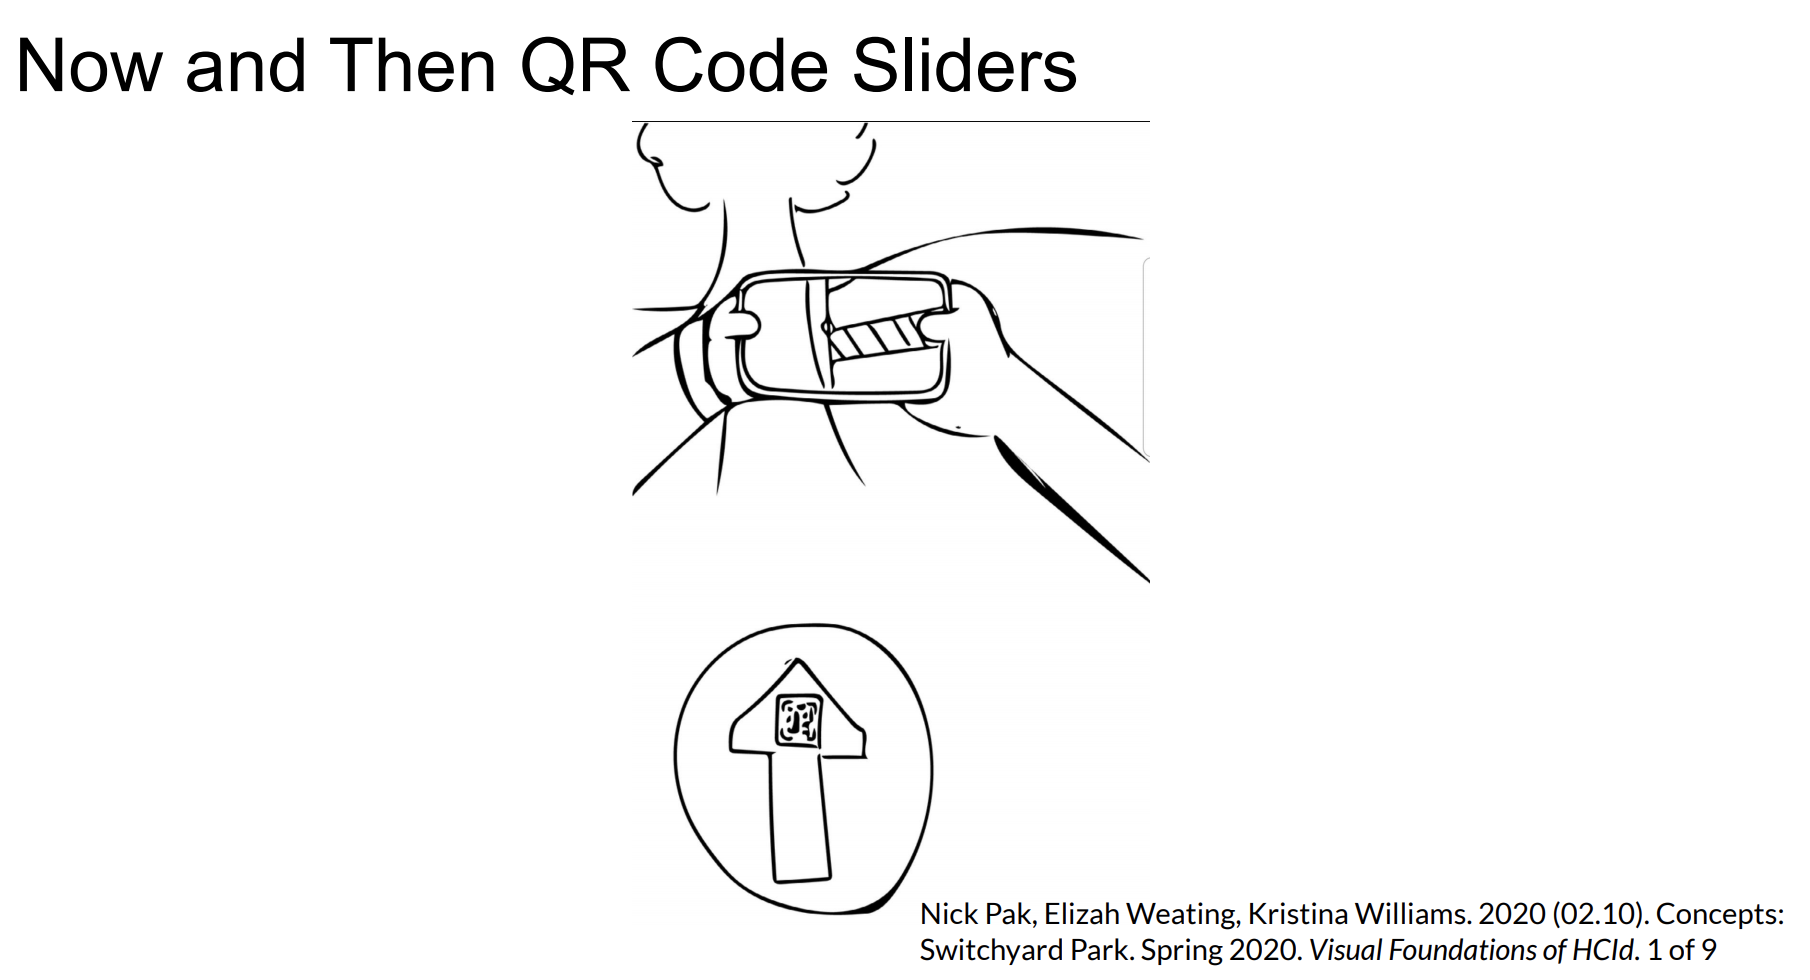 Now and Then QR Code Sliders
Nick Pak, Elizah Weating, Kristina Williams. 2020 (02.10). Concepts:
Switchyard Park. Spring 2020. Visual Foundations of HCId. 1 of 9